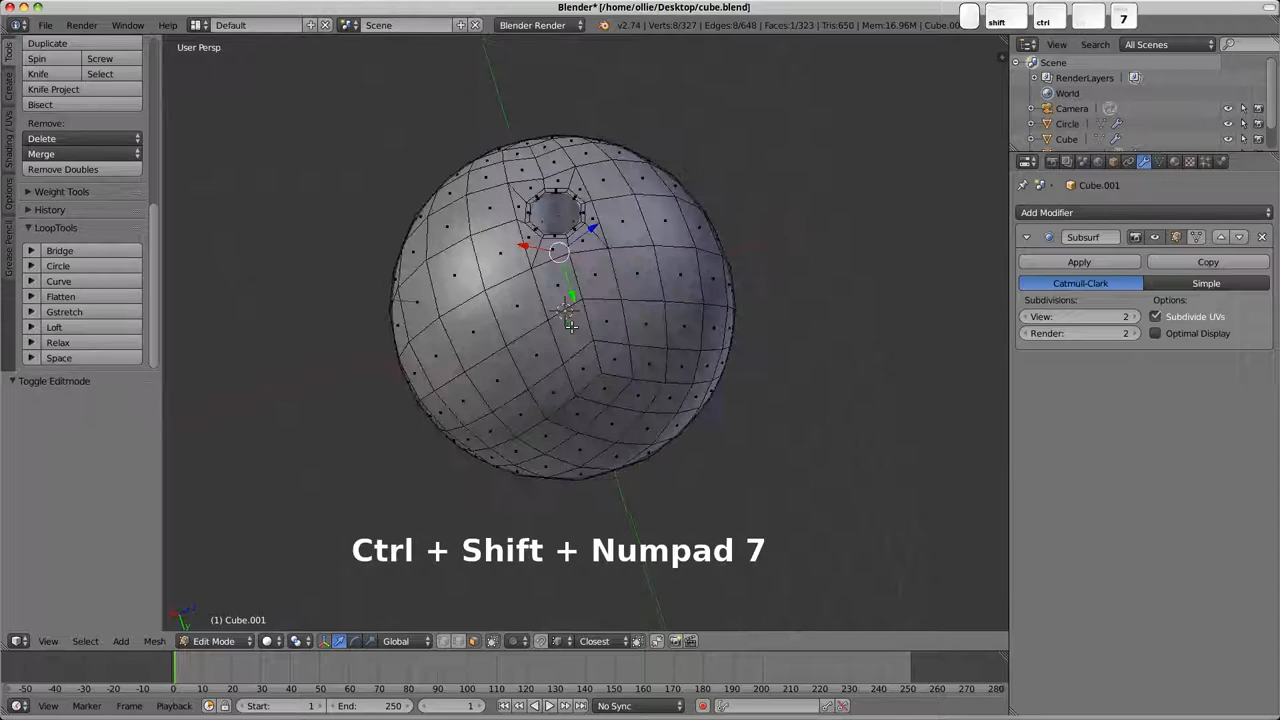 Blender* [/home/ollie/Desktop/cube.blend]
shift
ctrl
7
File
Render
Window
Help
Default
Scene
Blender Render
v2.74 | Verts:8/327 | Edges:8/648 | Faces:1/323 | Tris:650 | Mem:16.96M | Cube.00
Tools
Create
Shading / UVs
Options
Grease Pencil
Duplicate
Spin
Screw
Knife
Select
Knife Project
Bisect
Remove:
Delete
Merge
Remove Doubles
Weight Tools
History
LoopTools
Bridge
Circle
Curve
Flatten
Gstretch
Loft
Relax
Space
Toggle Editmode
User Persp
Ctrl + Shift + Numpad 7
(1) Cube.001
View
Search
All Scenes
Scene
RenderLayers
World
Camera
Circle
Cube
Cube.001
Add Modifier
Subsurf
Apply
Copy
Catmull-Clark
Simple
Subdivisions:
Options:
View: 2
Subdivide UVs
Render: 2
Optimal Display
View
Select
Add
Mesh
Edit Mode
Global
Closest
-50 -40 -30 -20 -10 0 10 20 30 40 50 60 70 80 90 100 110 120 130 140 150 160 170 180 190 200 210 220 230 240 250 260 270 280
View
Marker
Frame
Playback
Start: 1
End: 250
1
No Sync